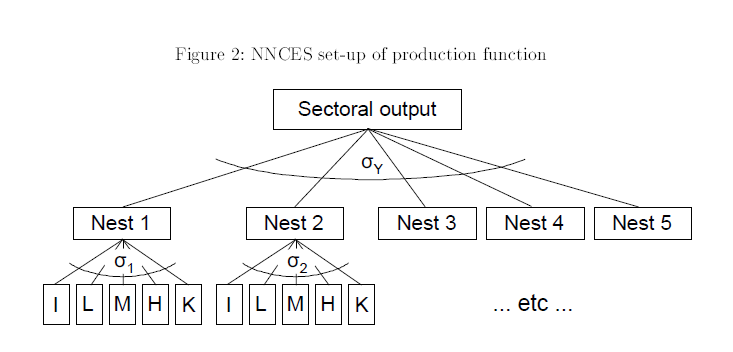 Figure 2: NNCES set-up of production function
Sectoral output
σY
Nest 1 Nest 2 Nest 3 Nest 4 Nest 5
σ1 σ2
I L M H K I L M H K
... etc ...